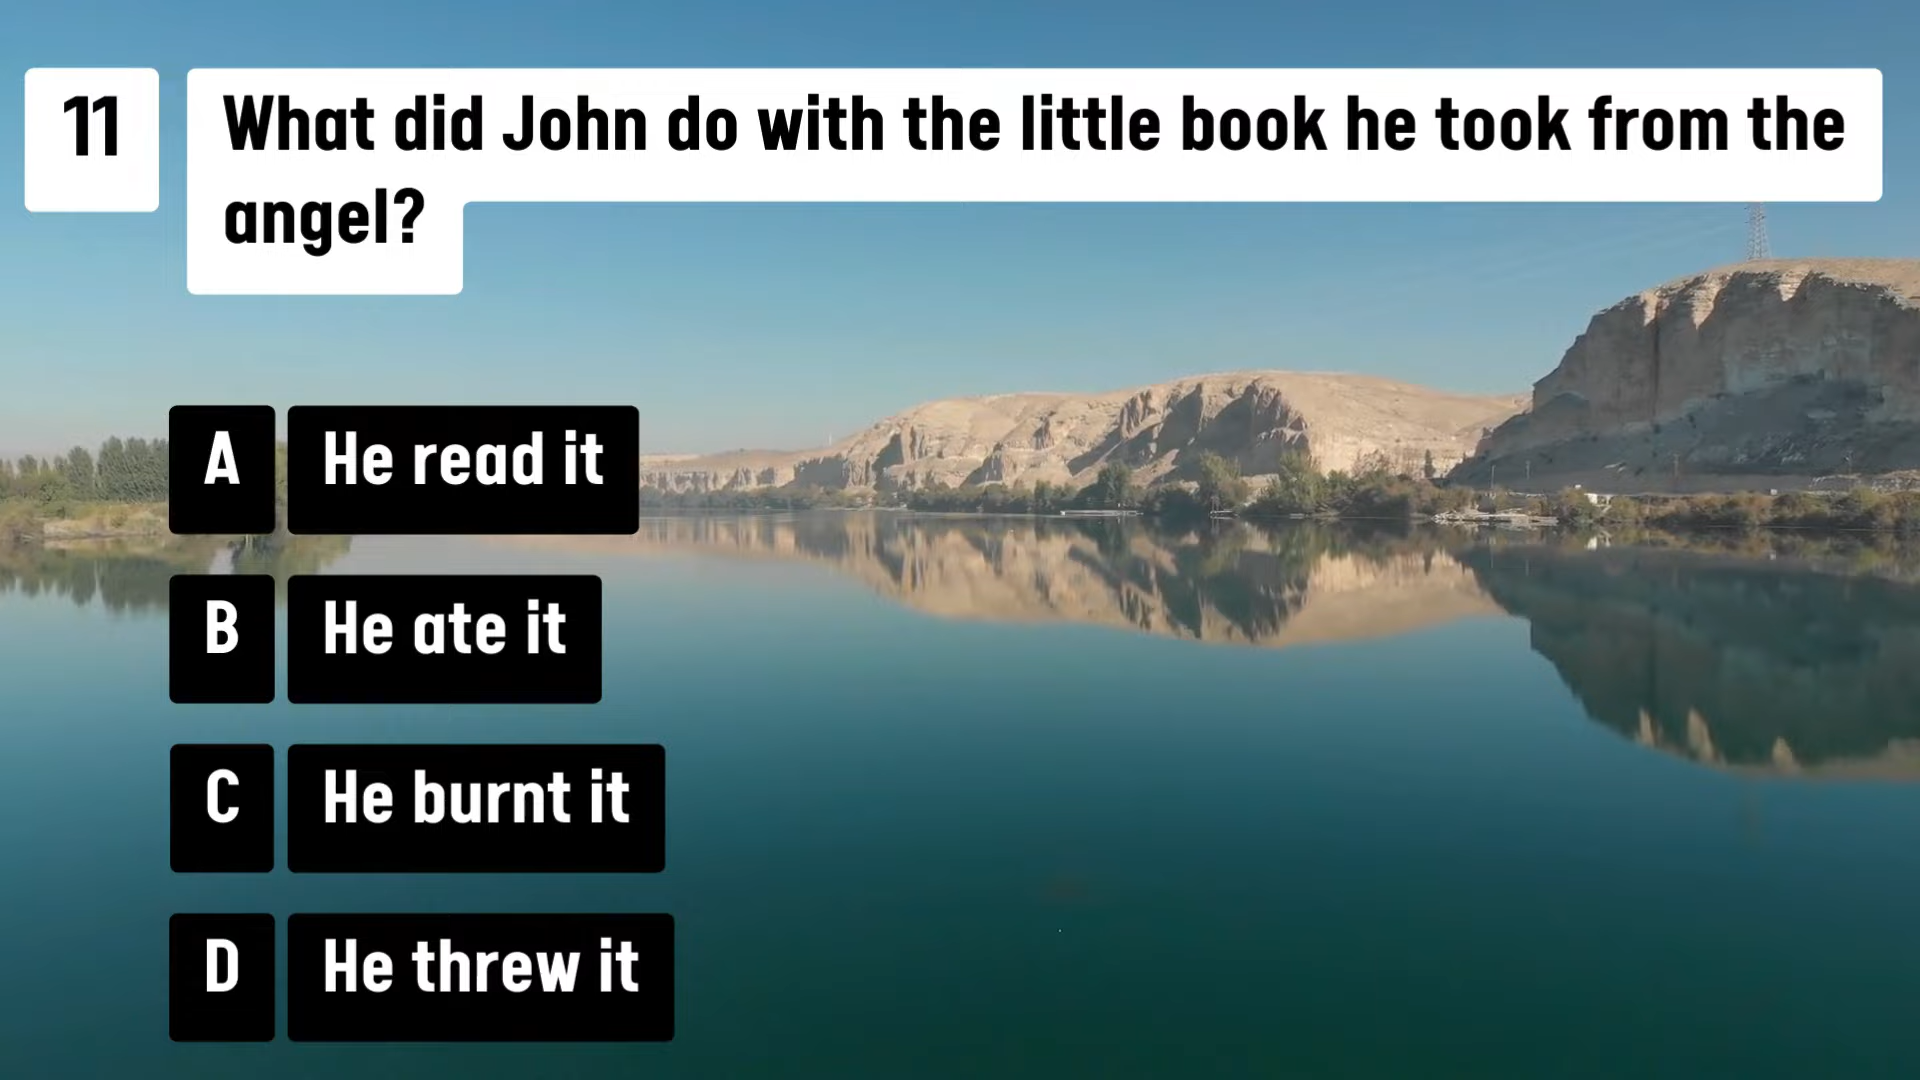 11
What did John do with the little book he took from the
angel?
A
He read it
B
He ate it
C
He burnt it
D
He threw it